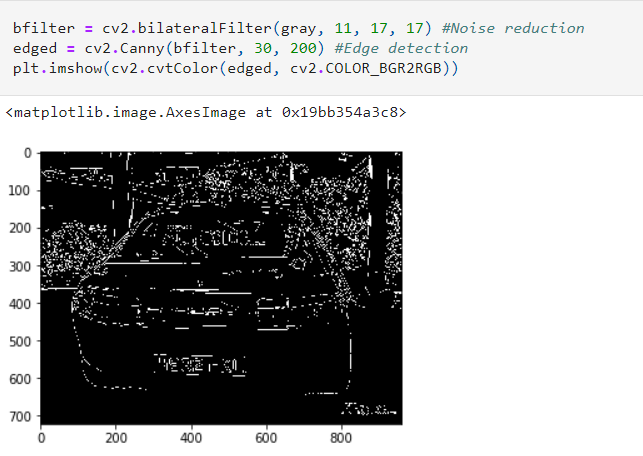 bfilter = cv2.bilateralFilter(gray, 11, 17, 17) #Noise reduction
edged = cv2.Canny(bfilter, 30, 200) #Edge detection
plt.imshow(cv2.cvtColor(edged, cv2.COLOR_BGR2RGB))
<matplotlib.image.AxesImage at 0x19bb354a3c8>
0
100
200
300
400
500
600
700
0 200 400 600 800